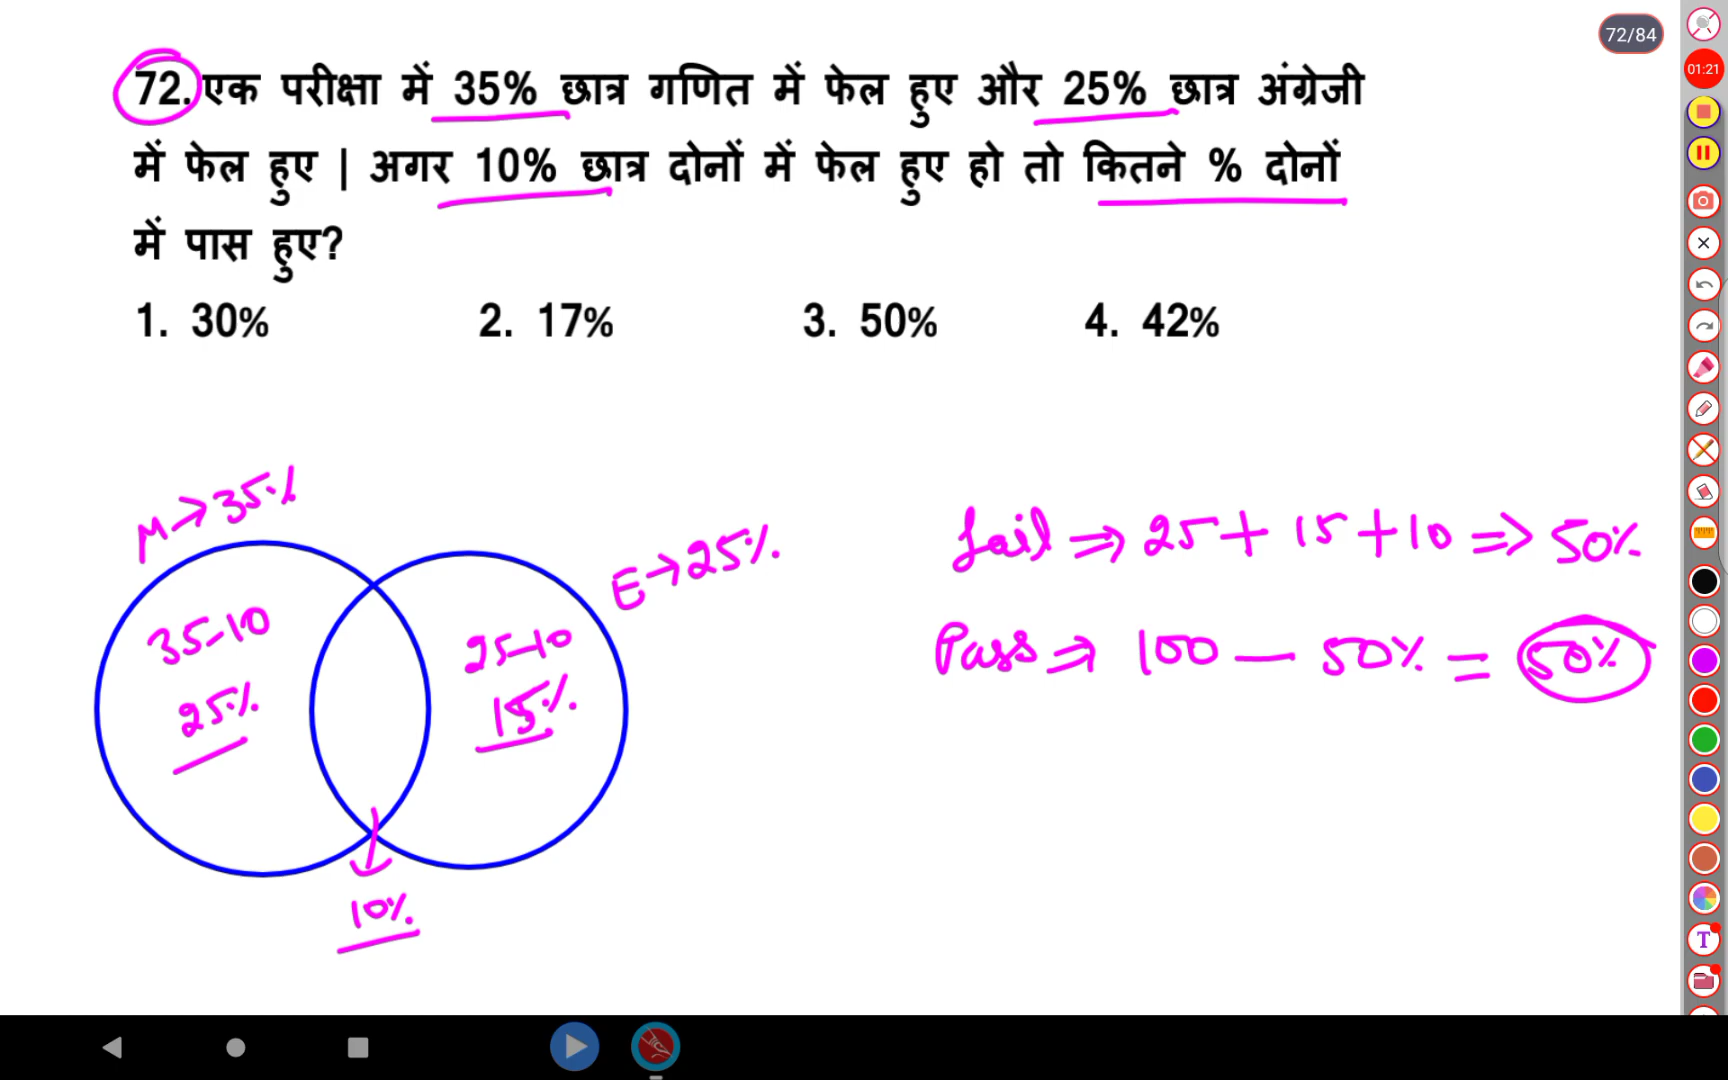 72/84
01:21
72. एक परीक्षा में 35% छात्र गणित में फेल हुए और 25% छात्र अंग्रेजी
में फेल हुए | अगर 10% छात्र दोनों में फेल हुए हो तो कितने % दोनों
में पास हुए?
1. 30% 2. 17% 3. 50% 4. 42%
M → 35%
E → 25%
35-10
25%
25-10
15%
10%
fail ⇒ 25 + 15 + 10 ⇒ 50%
Pass ⇒ 100 — 50% = 50%
T